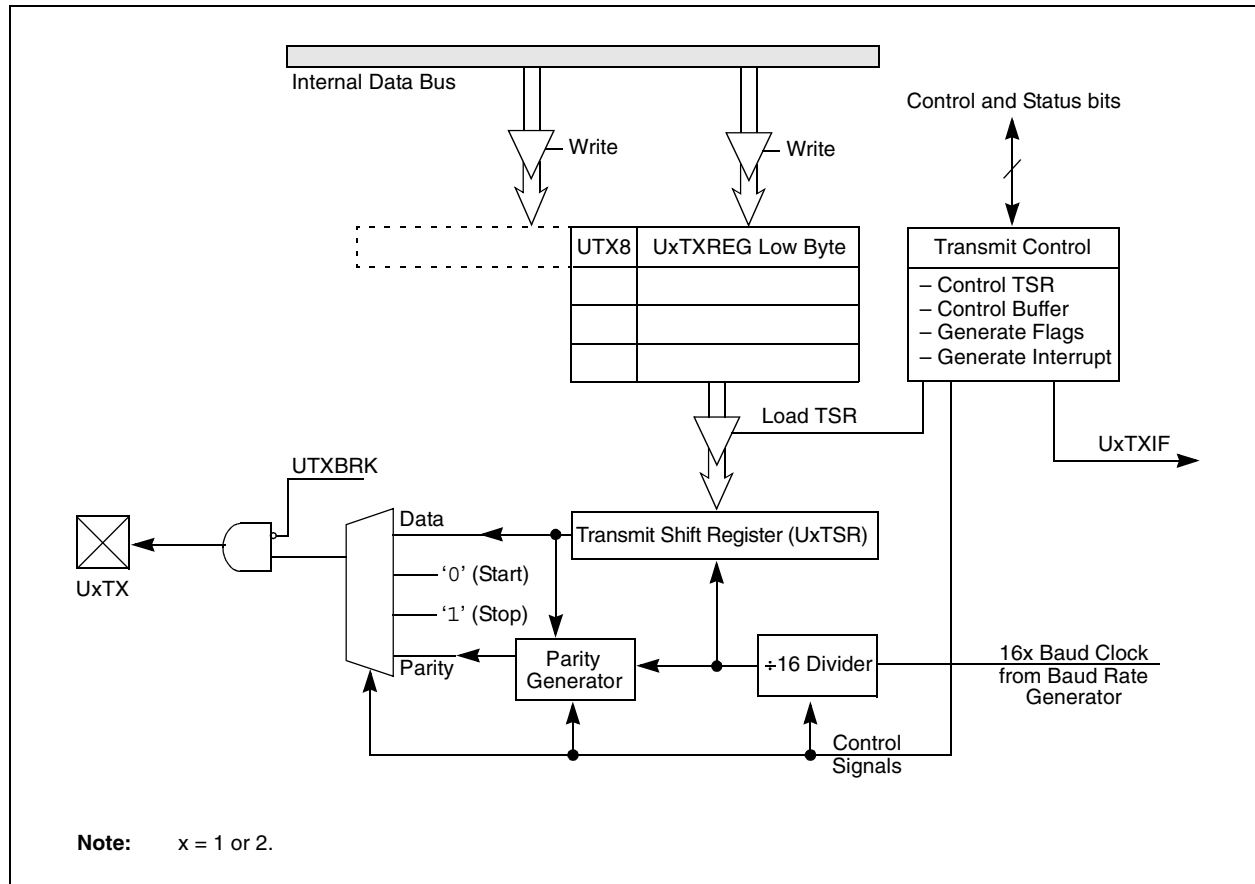 Internal Data Bus
Control and Status bits
Write
Write
UTX8
UxTXREG Low Byte
Transmit Control
– Control TSR
– Control Buffer
– Generate Flags
– Generate Interrupt
Load TSR
UxTXIF
UTXBRK
Data
Transmit Shift Register (UxTSR)
UxTX
‘0’ (Start)
‘1’ (Stop)
Parity
Parity
Generator
÷16 Divider
16x Baud Clock
from Baud Rate
Generator
Control
Signals
Note: x = 1 or 2.